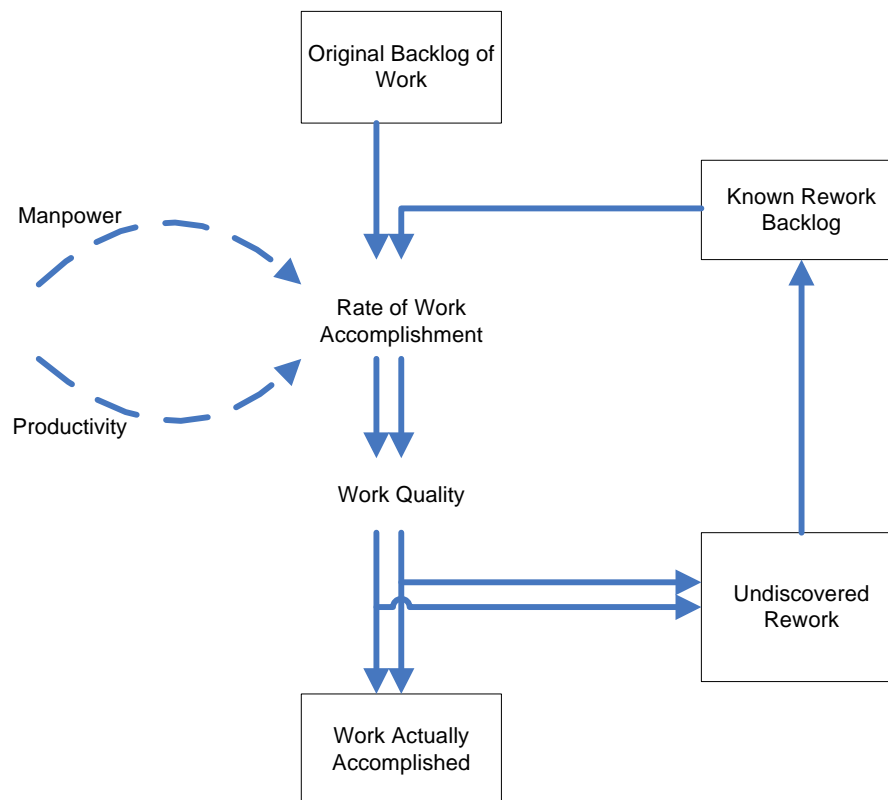 Original Backlog of
Work
Known Rework
Backlog
Manpower
Rate of Work
Accomplishment
Productivity
Work Quality
Undiscovered
Rework
Work Actually
Accomplished